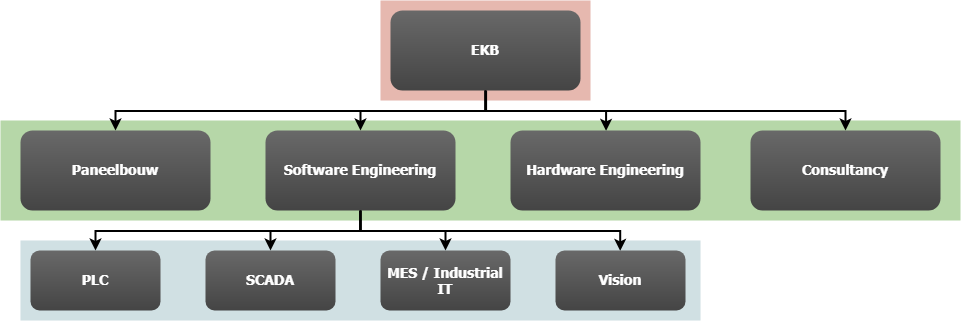 EKB
Paneelbouw
Software Engineering
Hardware Engineering
Consultancy
PLC
SCADA
MES / Industrial
IT
Vision